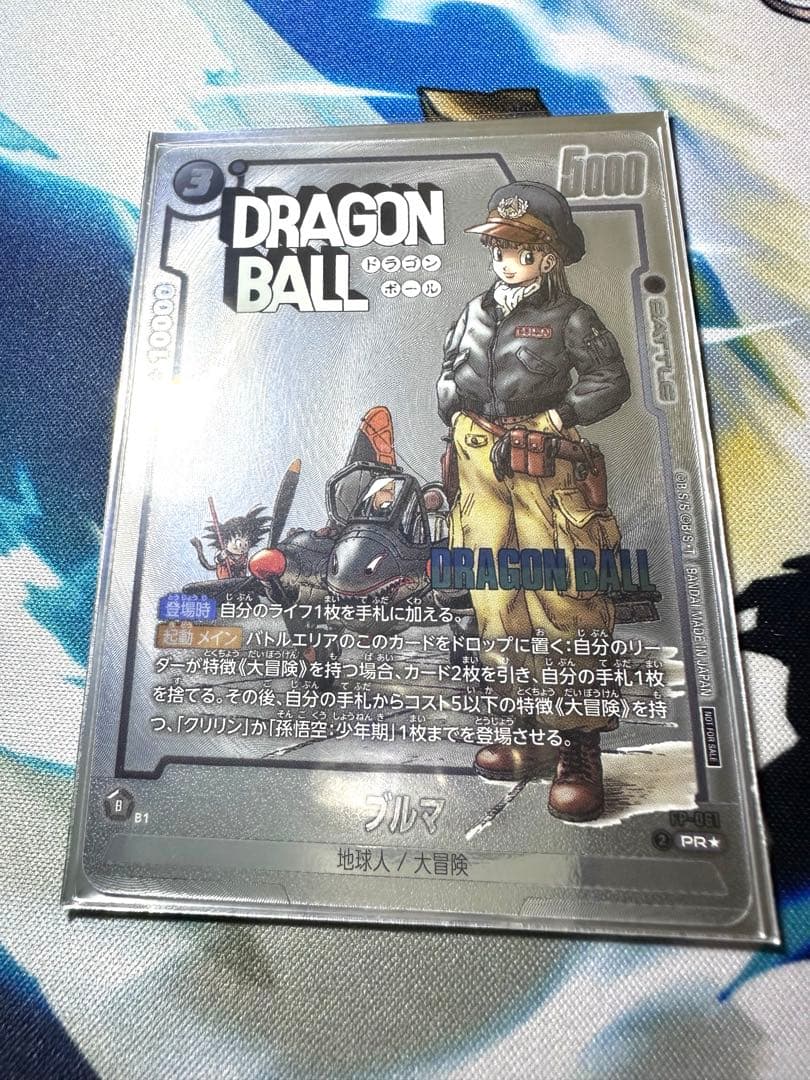 3
DRAGON
BALL
ドラゴン
ボール
5000
+10000
BATTLE
DRAGON BALL
登場時 自分のライフ1枚を手札に加える。
起動メイン バトルエリアのこのカードをドロップに置く:自分のリー
ダーが特徴《大冒険》を持つ場合、カード2枚を引き、自分の手札1枚
を捨てる。その後、自分の手札からコスト5以下の特徴《大冒険》を持
つ、「クリリン」か「孫悟空:少年期」1枚までを登場させる。
©B/S/©B/S・T BANDAI MADE IN JAPAN
NOT FOR SALE
B1
ブルマ
FP-061
2 PR★
地球人 / 大冒険